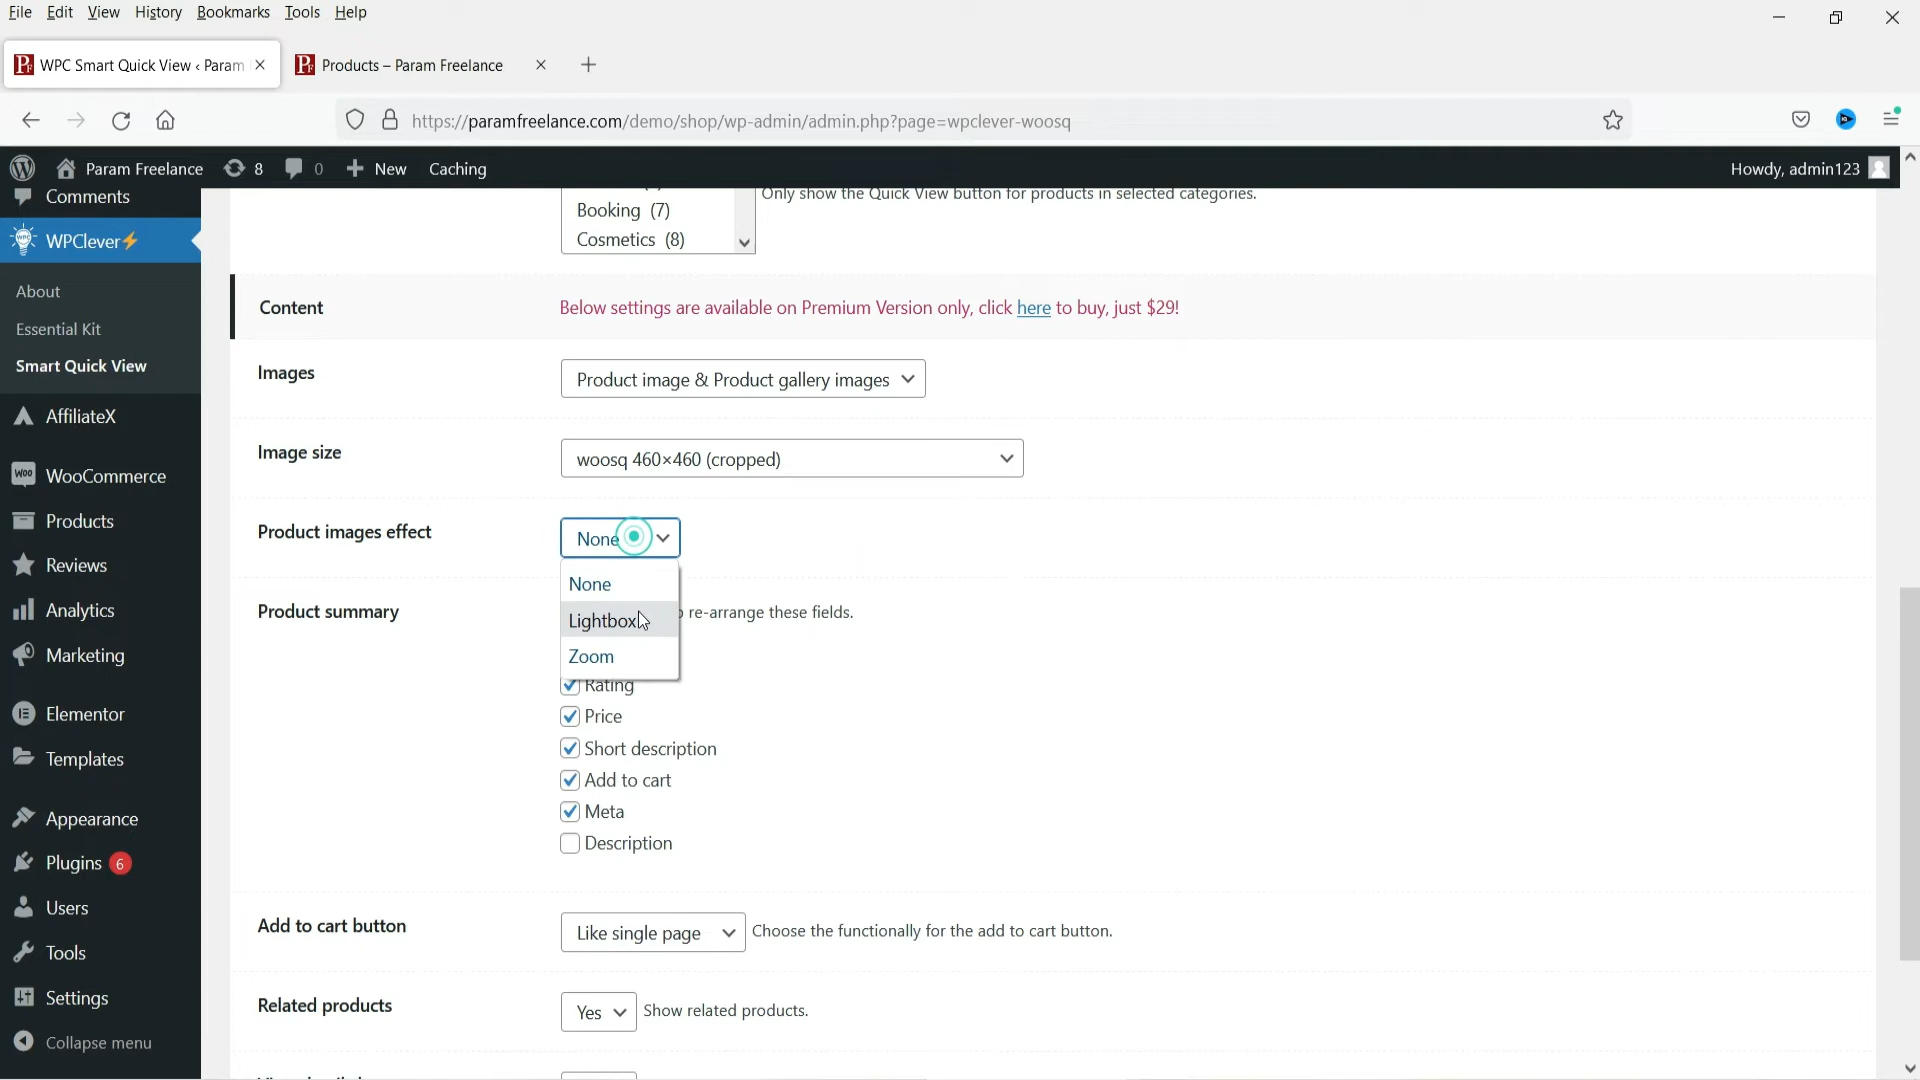 File Edit View History Bookmarks Tools Help
WPC Smart Quick View ‹ Param
Products – Param Freelance
https://paramfreelance.com/demo/shop/wp-admin/admin.php?page=wpclever-woosq
Param Freelance 8 0 New Caching Howdy, admin123
Comments
WPClever⚡
About
Essential Kit
Smart Quick View
AffiliateX
WooCommerce
Products
Reviews
Analytics
Marketing
Elementor
Templates
Appearance
Plugins 6
Users
Tools
Settings
Collapse menu
Only show the Quick View button for products in selected categories.
Booking (7)
Cosmetics (8)
Content Below settings are available on Premium Version only, click here to buy, just $29!
Images Product image & Product gallery images
Image size woosq 460×460 (cropped)
Product images effect None
None
Lightbox
Zoom
Product summary re-arrange these fields.
Rating
Price
Short description
Add to cart
Meta
Description
Add to cart button Like single page Choose the functionally for the add to cart button.
Related products Yes Show related products.